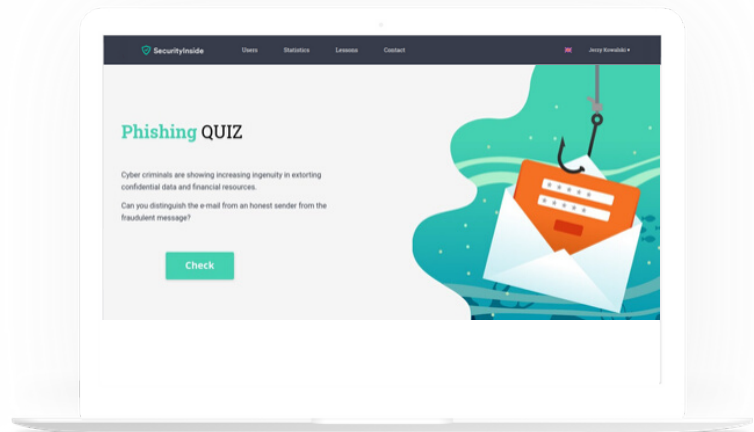 SecurityInside
Users
Statistics
Lessons
Contact
Jerzy Kowalski
Phishing QUIZ
Cyber criminals are showing increasing ingenuity in extorting
confidential data and financial resources.
Can you distinguish the e-mail from an honest sender from the
fraudulent message?
Check